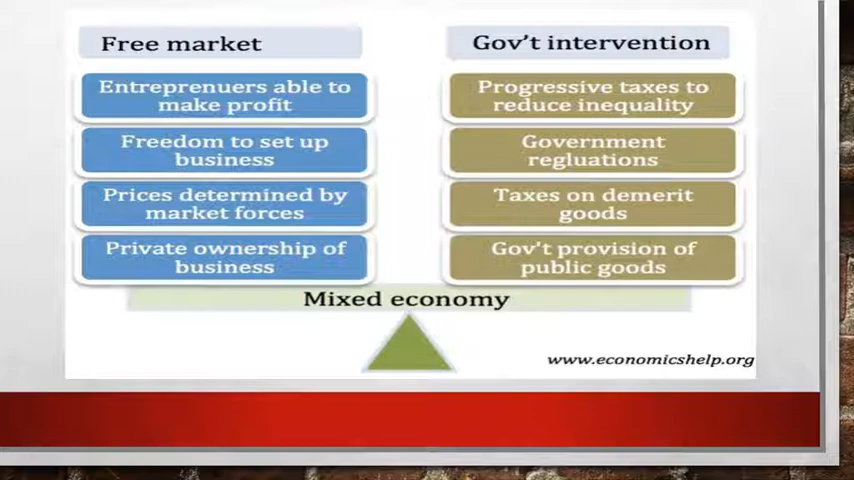 Free market
Entreprenuers able to
make profit
Freedom to set up
business
Prices determined by
market forces
Private ownership of
business
Gov't intervention
Progressive taxes to
reduce inequality
Government
regluations
Taxes on demerit
goods
Gov't provision of
public goods
Mixed economy
www.economicshelp.org